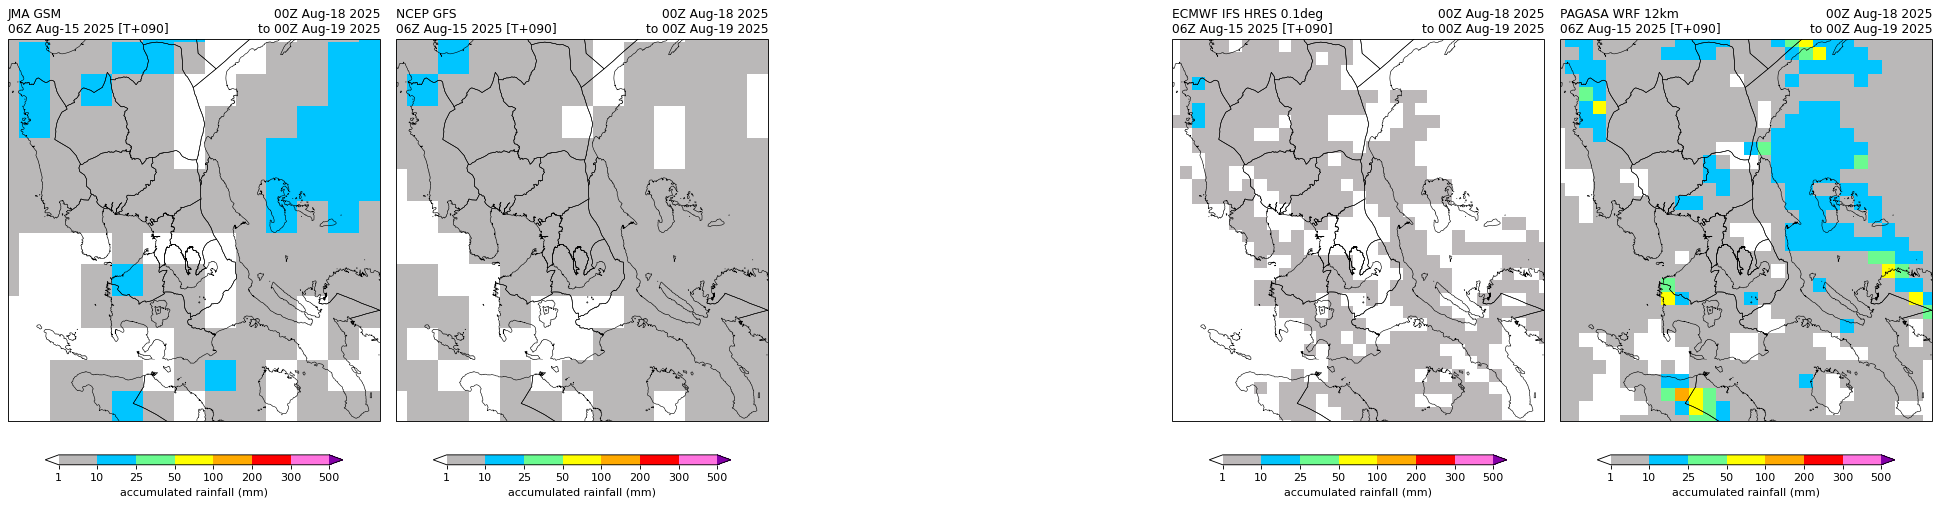 JMA GSM 00Z Aug-18 2025
06Z Aug-15 2025 [T+090] to 00Z Aug-19 2025
1 10 25 50 100 200 300 500
accumulated rainfall (mm)
NCEP GFS 00Z Aug-18 2025
06Z Aug-15 2025 [T+090] to 00Z Aug-19 2025
1 10 25 50 100 200 300 500
accumulated rainfall (mm)
ECMWF IFS HRES 0.1deg 00Z Aug-18 2025
06Z Aug-15 2025 [T+090] to 00Z Aug-19 2025
1 10 25 50 100 200 300 500
accumulated rainfall (mm)
PAGASA WRF 12km 00Z Aug-18 2025
06Z Aug-15 2025 [T+090] to 00Z Aug-19 2025
1 10 25 50 100 200 300 500
accumulated rainfall (mm)